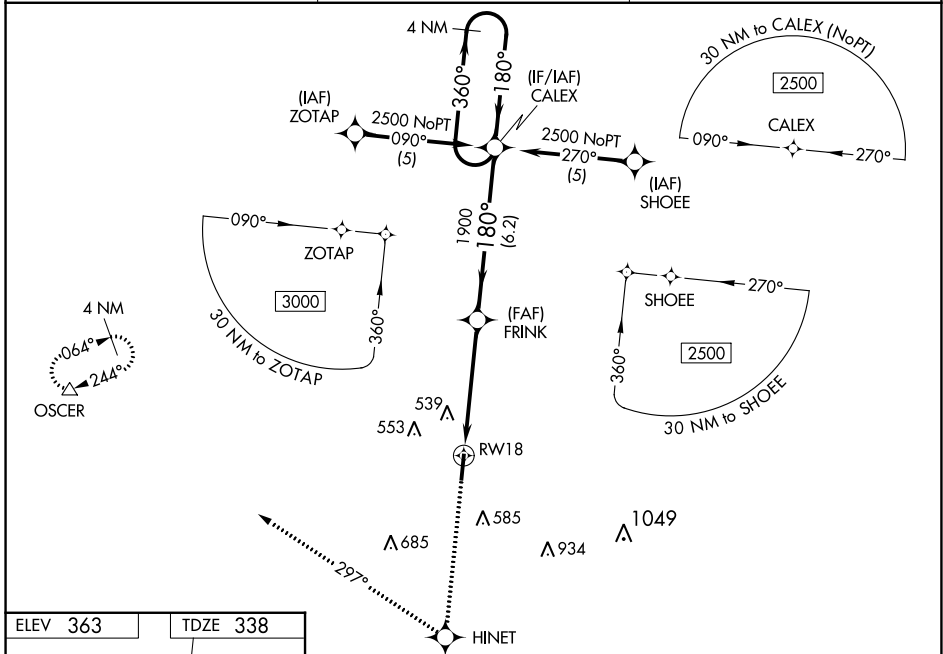 4 NM
360°
180°
(IF/IAF)
CALEX
(IAF)
ZOTAP
2500 NoPT
090°
(5)
2500 NoPT
270°
(5)
(IAF)
SHOEE
30 NM to CALEX (NoPT)
2500
CALEX
090°
270°
1900
180°
(6.2)
090°
ZOTAP
3000
360°
30 NM to ZOTAP
SHOEE
270°
2500
360°
30 NM to SHOEE
4 NM
064°
244°
OSCER
(FAF)
FRINK
539
553
RW18
585
685
934
1049
297°
HINET
ELEV 363
TDZE 338